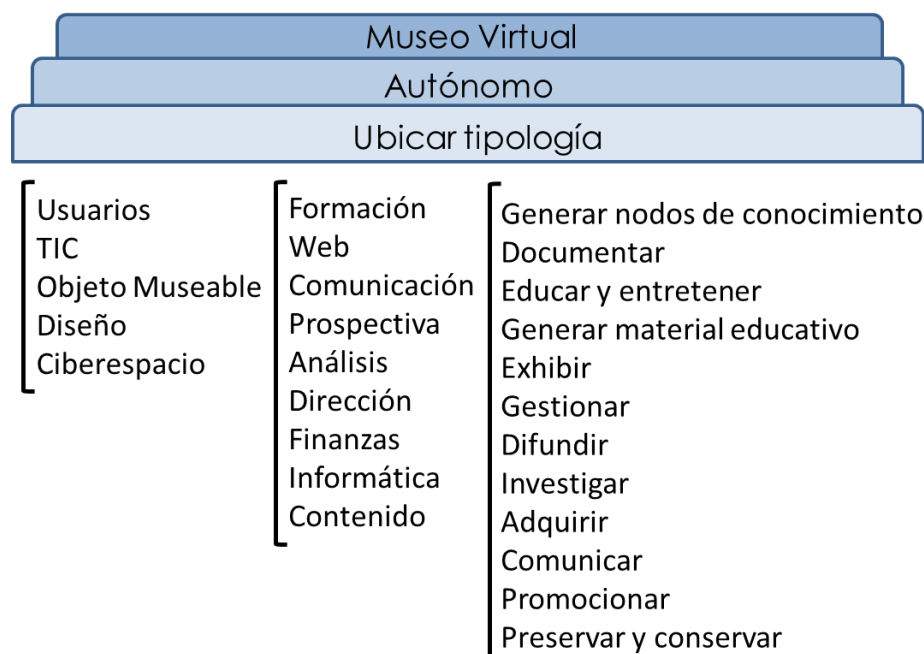 Museo Virtual
Autónomo
Ubicar tipología
Usuarios
TIC
Objeto Museable
Diseño
Ciberespacio
Formación
Web
Comunicación
Prospectiva
Análisis
Dirección
Finanzas
Informática
Contenido
Generar nodos de conocimiento
Documentar
Educar y entretener
Generar material educativo
Exhibir
Gestionar
Difundir
Investigar
Adquirir
Comunicar
Promocionar
Preservar y conservar